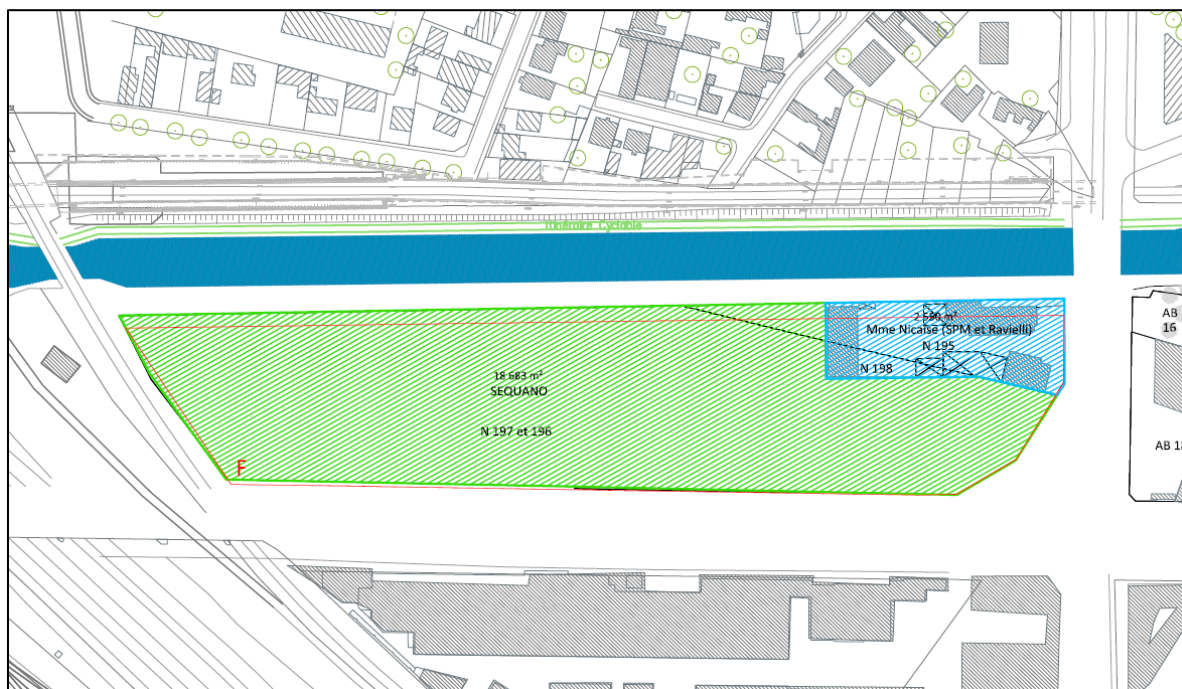 Itinéraire Cyclable
2 590 m²
Mme Nicaise (SPM et Ravielli)
N 195
N 198
18 683 m²
SEQUANO
N 197 et 196
F
AB
16
AB 18